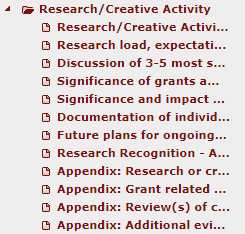 Research/Creative Activity
Research/Creative Activi...
Research load, expectati...
Discussion of 3-5 most s...
Significance of grants a...
Significance and impact ...
Documentation of individ...
Future plans for ongoing...
Research Recognition - A...
Appendix: Research or cr...
Appendix: Grant related ...
Appendix: Review(s) of c...
Appendix: Additional evi...